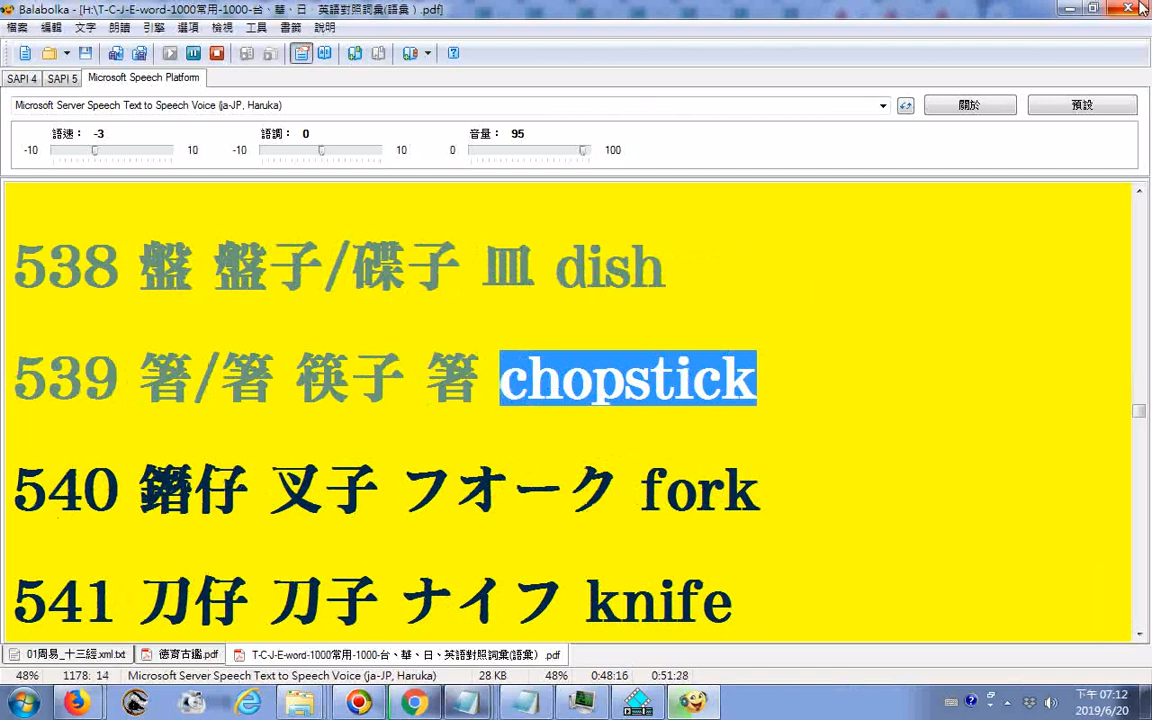 Balabolka - [H:\T-C-J-E-word-1000常用-1000-台、華、日、英語對照詞彙(語彙）.pdf]
檔案 編輯 文字 朗讀 引擎 選項 檢視 工具 書籤 說明
SAPI 4 SAPI 5 Microsoft Speech Platform
Microsoft Server Speech Text to Speech Voice (ja-JP, Haruka) 關於 預設
語速： -3 語調： 0 音量： 95
-10 10 -10 10 0 100
538 盤 盤子/碟子 皿 dish
539 箸/箸 筷子 箸 chopstick
540 鍤仔 叉子 フオーク fork
541 刀仔 刀子 ナイフ knife
01周易_十三經.xml.txt 德育古鑑.pdf T-C-J-E-word-1000常用-1000-台、華、日、英語對照詞彙(語彙）.pdf
48% 1178: 14 Microsoft Server Speech Text to Speech Voice (ja-JP, Haruka) 28 KB 48% 0:48:16 0:51:28
下午 07:12
2019/6/20